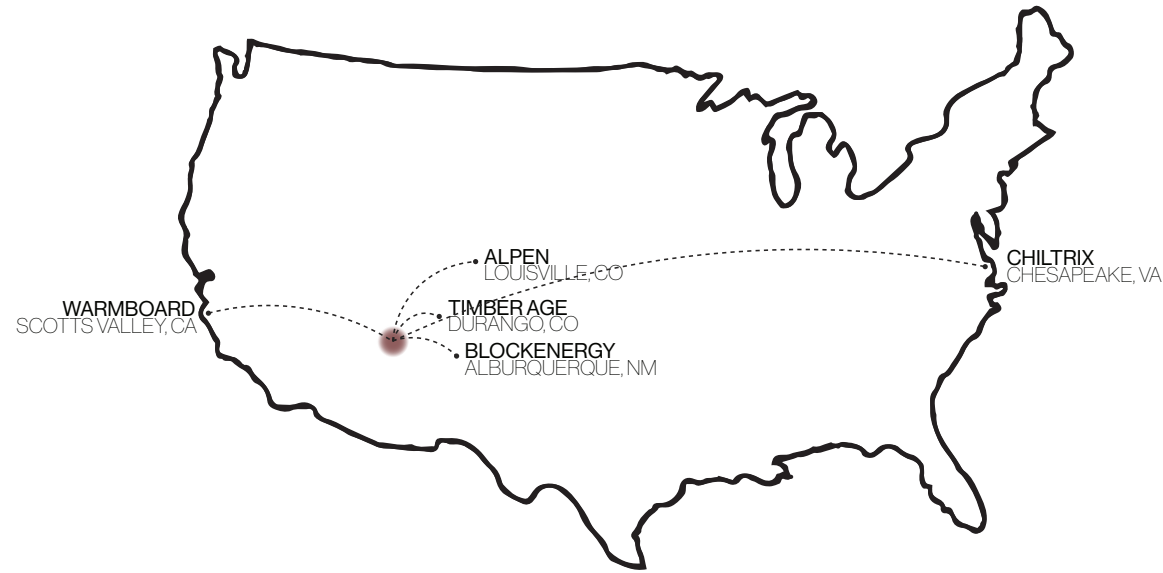 ALPEN
LOUISVILLE, CO
CHILTRIX
CHESAPEAKE, VA
WARMBOARD
SCOTTS VALLEY, CA
TIMBER AGE
DURANGO, CO
BLOCKENERGY
ALBURQUERQUE, NM